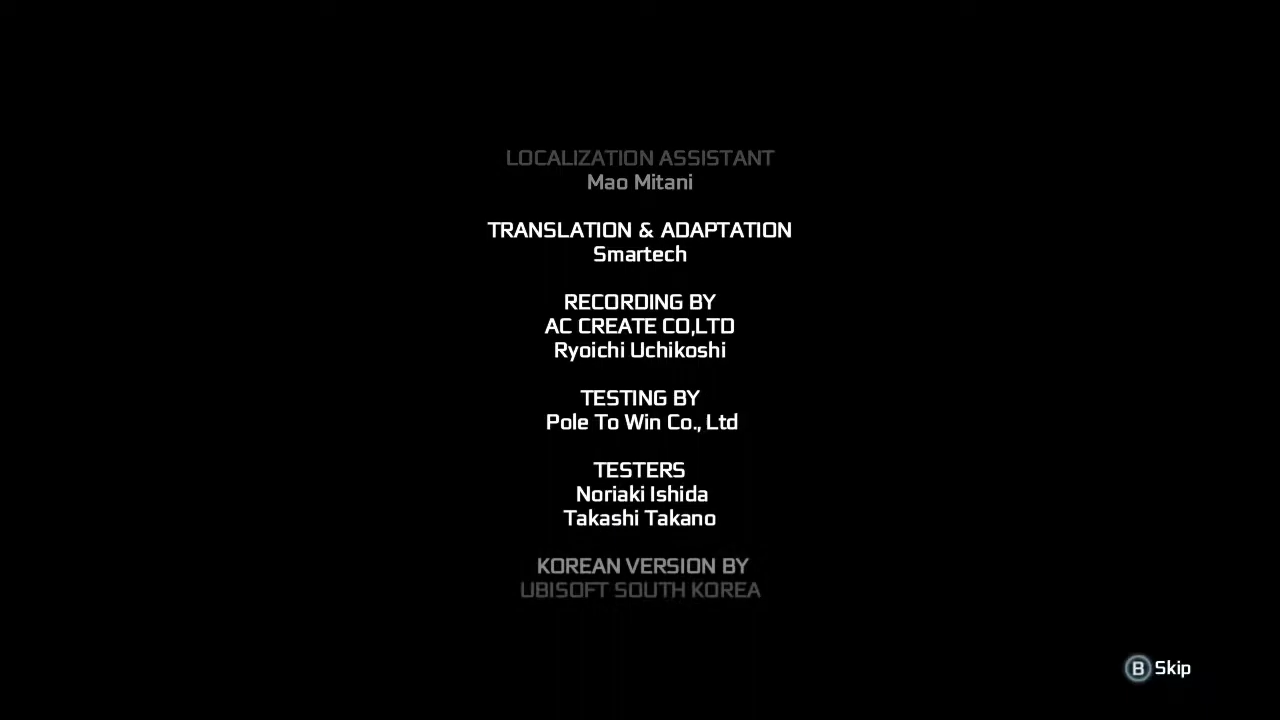 LOCALIZATION ASSISTANT
Mao Mitani
TRANSLATION & ADAPTATION
Smartech
RECORDING BY
AC CREATE CO,LTD
Ryoichi Uchikoshi
TESTING BY
Pole To Win Co., Ltd
TESTERS
Noriaki Ishida
Takashi Takano
KOREAN VERSION BY
UBISOFT SOUTH KOREA
B Skip